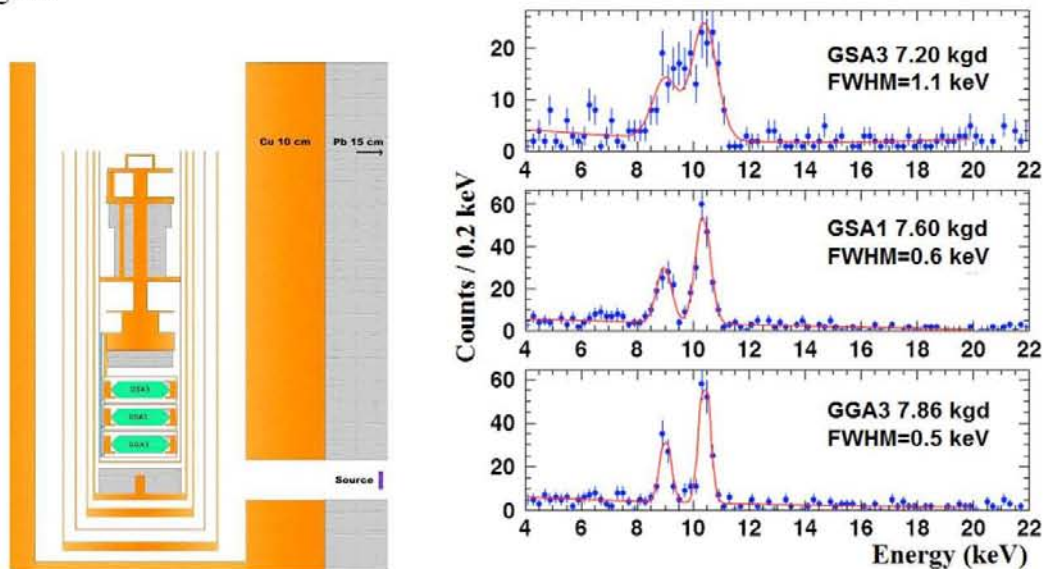 Cu 10 cm
Pb 15 cm
GSA3
GSA1
GGA3
Source
Counts / 0.2 keV
20
10
0
GSA3 7.20 kgd
FWHM=1.1 keV
4 6 8 10 12 14 16 18 20 22
60
40
20
0
GSA1 7.60 kgd
FWHM=0.6 keV
4 6 8 10 12 14 16 18 20 22
60
40
20
0
GGA3 7.86 kgd
FWHM=0.5 keV
4 6 8 10 12 14 16 18 20 22
Energy (keV)